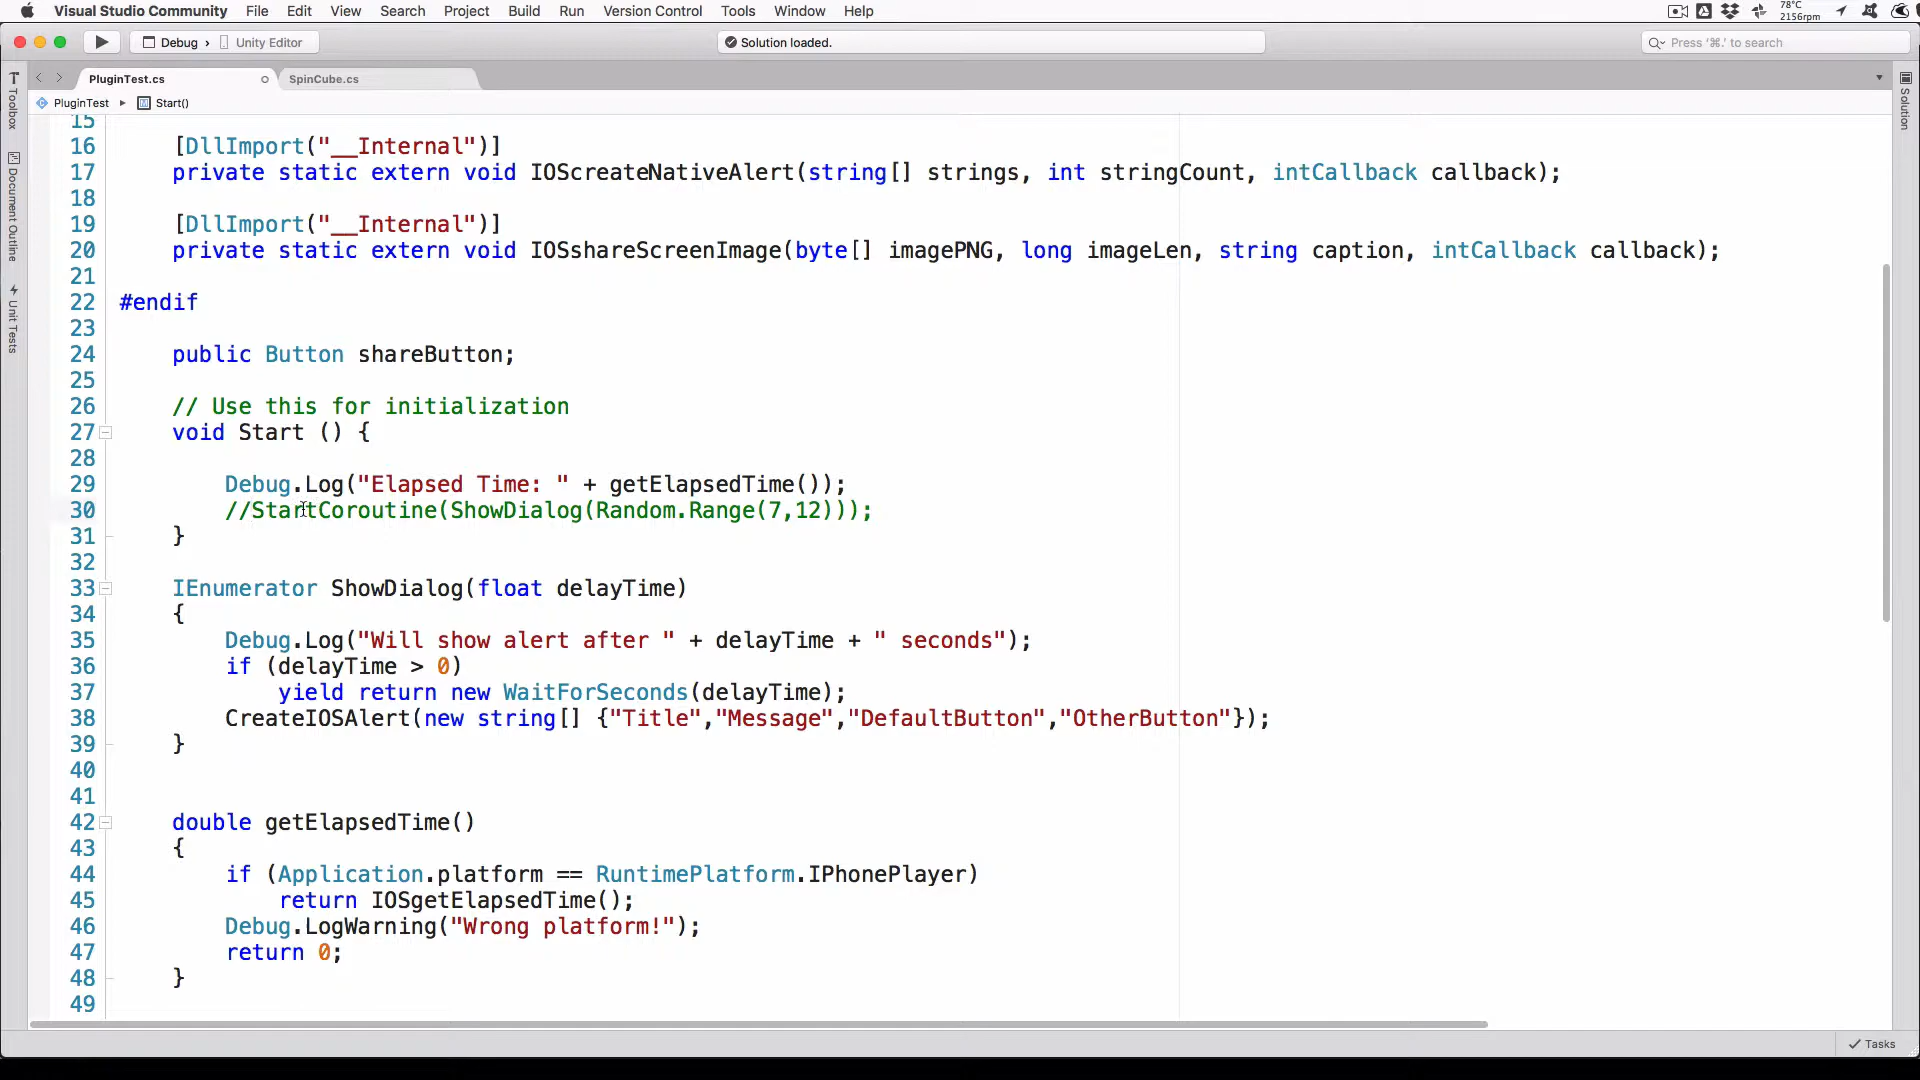 Visual Studio Community File Edit View Search Project Build Run Version Control Tools Window Help 78°C 2156rpm
Debug › Unity Editor Solution loaded. Press ‘⌘.’ to search
PluginTest.cs SpinCube.cs
PluginTest Start()
Toolbox
Document Outline
Unit Tests
Solution
15
16 [DllImport("__Internal")]
17 private static extern void IOScreateNativeAlert(string[] strings, int stringCount, intCallback callback);
18
19 [DllImport("__Internal")]
20 private static extern void IOSshareScreenImage(byte[] imagePNG, long imageLen, string caption, intCallback callback);
21
22 #endif
23
24 public Button shareButton;
25
26 // Use this for initialization
27 void Start () {
28
29 Debug.Log("Elapsed Time: " + getElapsedTime());
30 //StartCoroutine(ShowDialog(Random.Range(7,12)));
31 }
32
33 IEnumerator ShowDialog(float delayTime)
34 {
35 Debug.Log("Will show alert after " + delayTime + " seconds");
36 if (delayTime > 0)
37 yield return new WaitForSeconds(delayTime);
38 CreateIOSAlert(new string[] {"Title","Message","DefaultButton","OtherButton"});
39 }
40
41
42 double getElapsedTime()
43 {
44 if (Application.platform == RuntimePlatform.IPhonePlayer)
45 return IOSgetElapsedTime();
46 Debug.LogWarning("Wrong platform!");
47 return 0;
48 }
49
Tasks